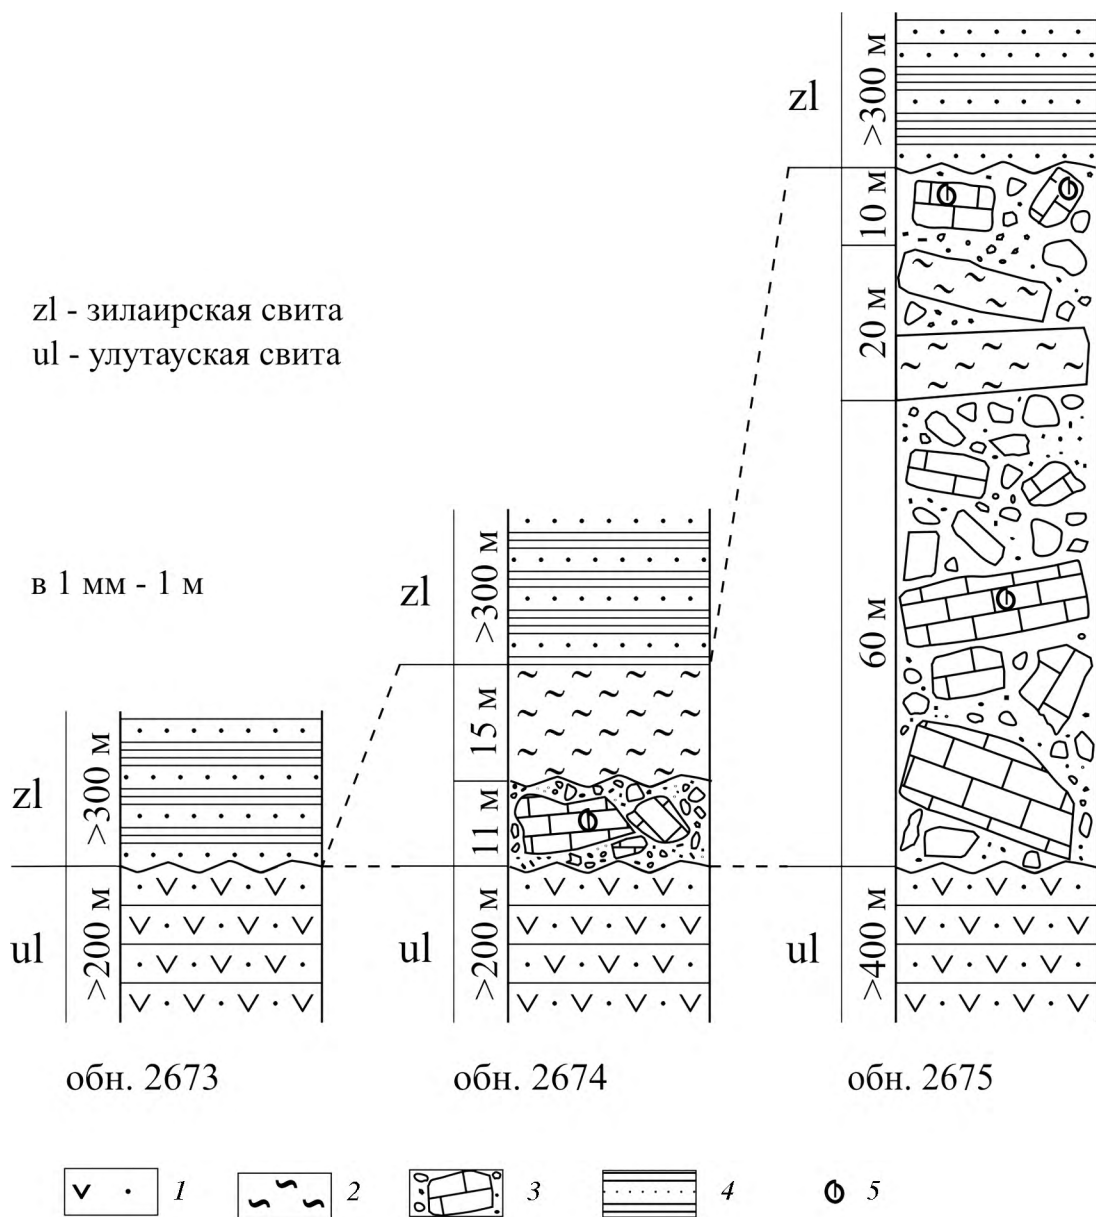 zl
>300 м
10 м
20 м
60 м
ul
>400 м
обн. 2675
zl - зилаирская свита
ul - улутауская свита
в 1 мм - 1 м
zl
>300 м
15 м
11 м
ul
>200 м
обн. 2674
zl
>300 м
ul
>200 м
обн. 2673
1
2
3
4
5